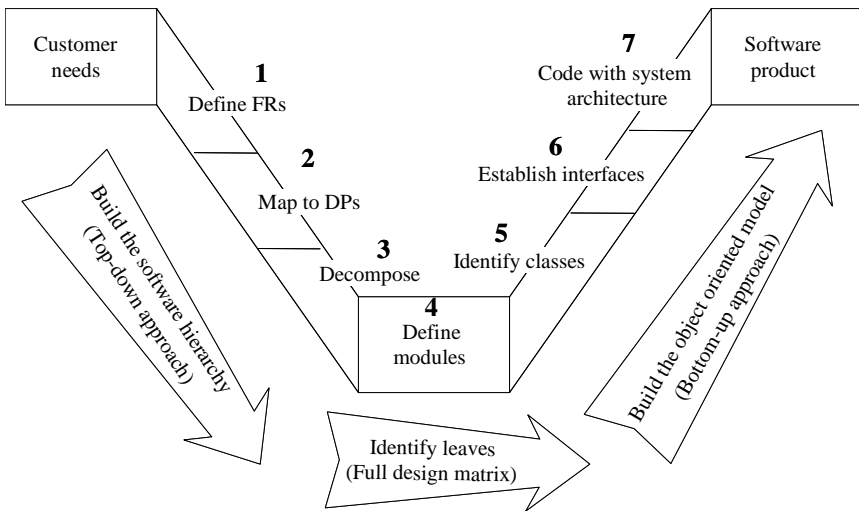 Customer
needs
1
Define FRs
2
Map to DPs
3
Decompose
4
Define
modules
5
Identify classes
6
Establish interfaces
7
Code with system
architecture
Software
product
Build the software hierarchy
(Top-down approach)
Identify leaves
(Full design matrix)
Build the object oriented model
(Bottom-up approach)